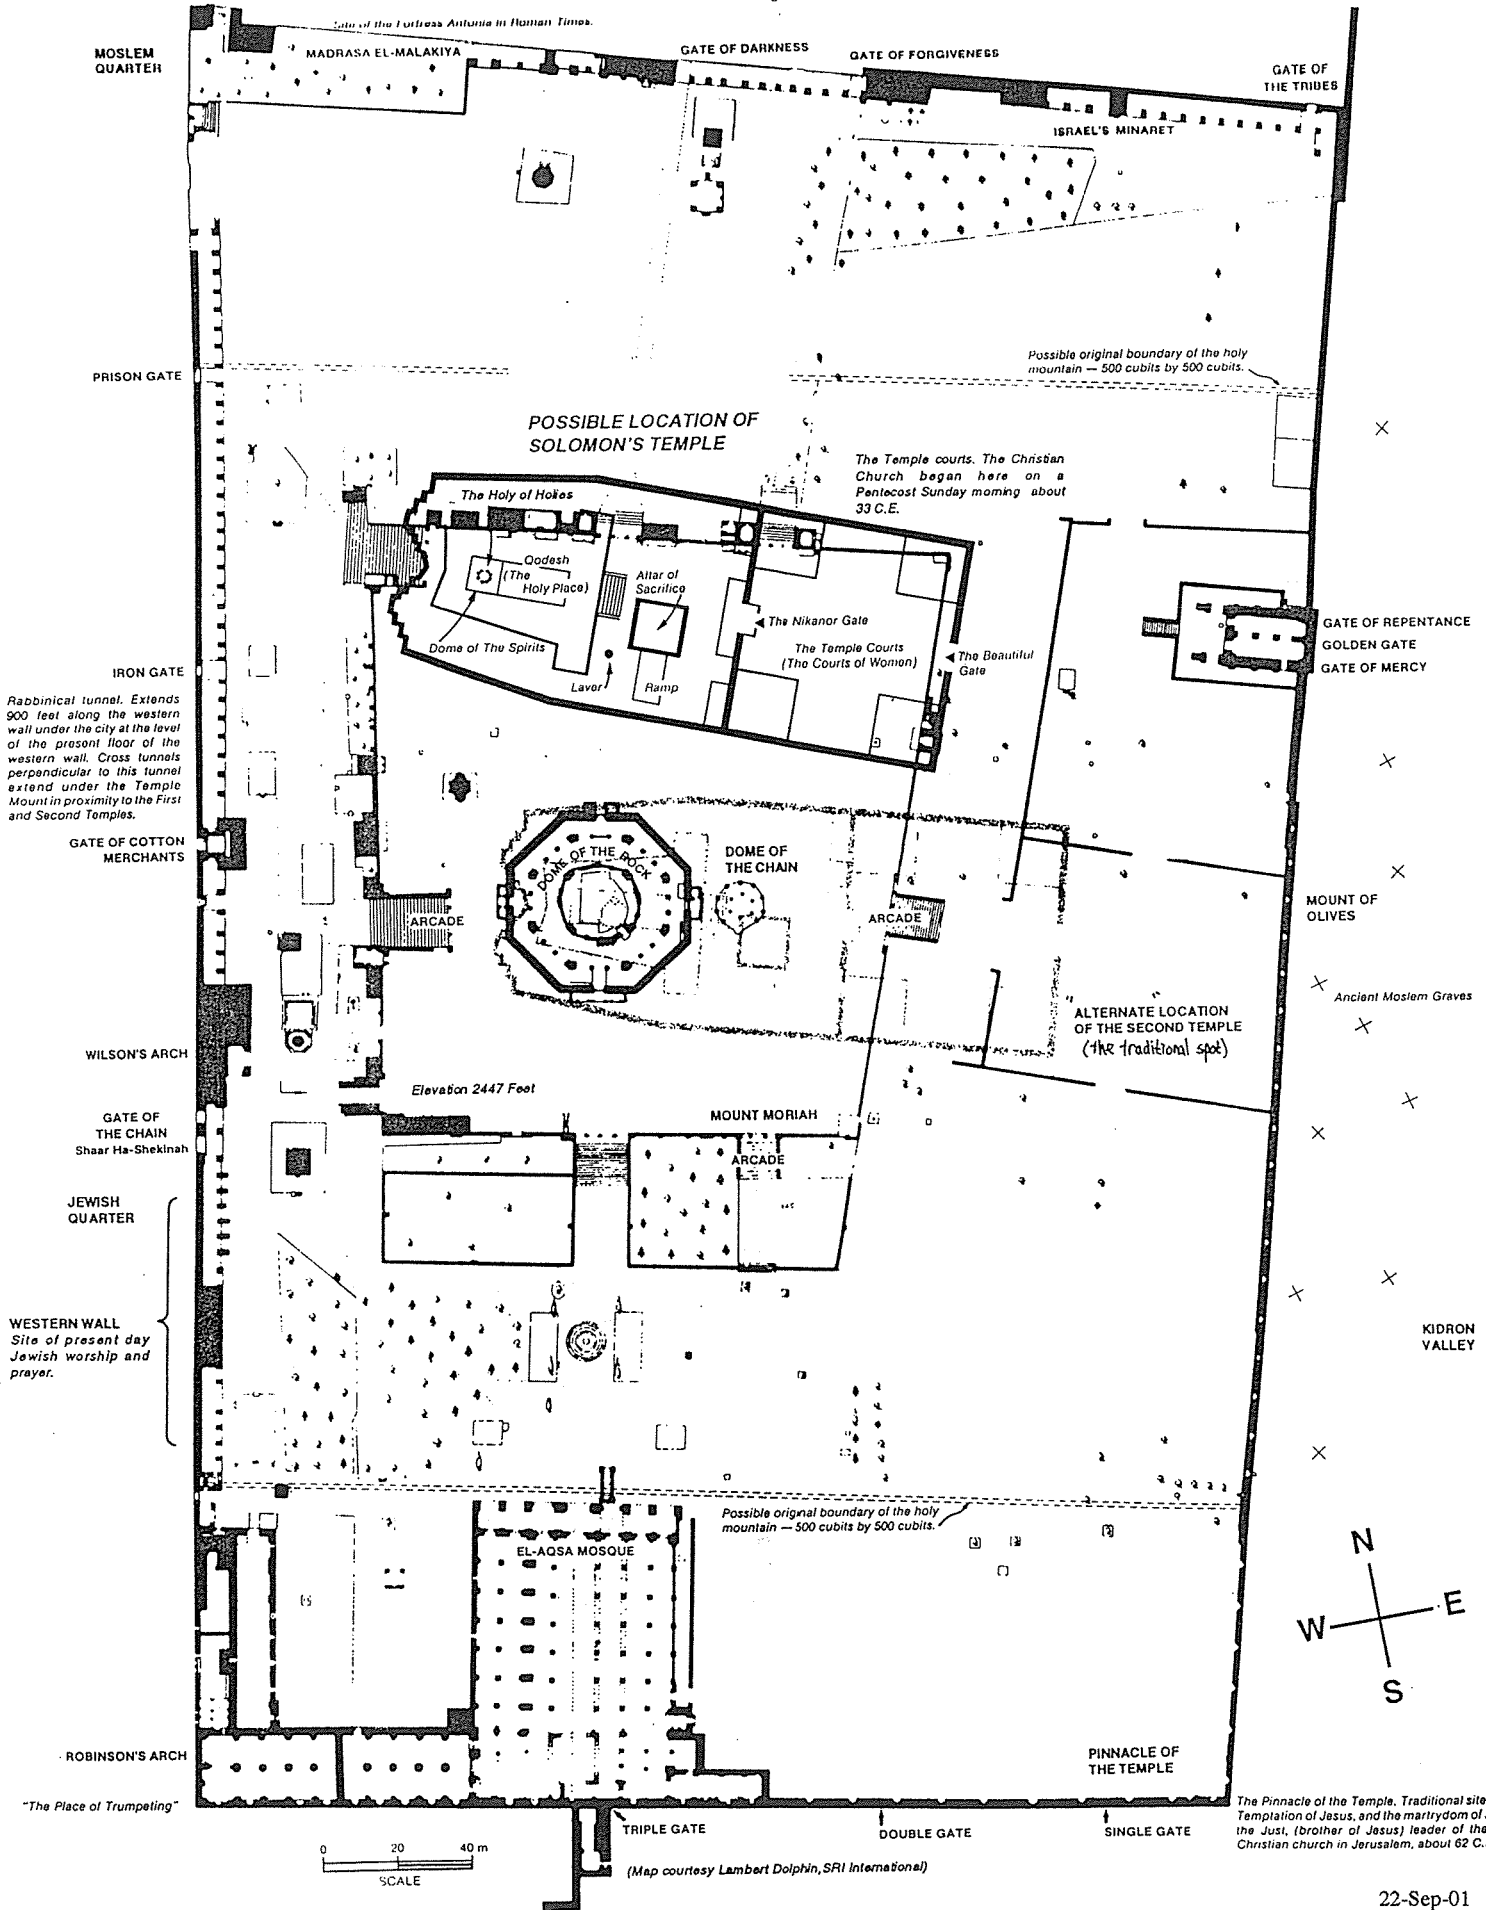 Site of the Fortress Antonia in Roman Times.
MOSLEM
QUARTER
MADRASA EL-MALAKIYA
GATE OF DARKNESS
GATE OF FORGIVENESS
GATE OF
THE TRIBES
ISRAEL'S MINARET
PRISON GATE
Possible original boundary of the holy
mountain — 500 cubits by 500 cubits.
POSSIBLE LOCATION OF
SOLOMON'S TEMPLE
The Temple courts. The Christian
Church began here on a
Pentecost Sunday morning about
33 C.E.
The Holy of Holies
Qodesh
(The
Holy Place)
Altar of
Sacrifice
The Nikanor Gate
The Temple Courts
(The Courts of Women)
The Beautiful
Gate
Dome of The Spirits
Laver
Ramp
GATE OF REPENTANCE
GOLDEN GATE
GATE OF MERCY
IRON GATE
Rabbinical tunnel. Extends
900 feet along the western
wall under the city at the level
of the present floor of the
western wall. Cross tunnels
perpendicular to this tunnel
extend under the Temple
Mount in proximity to the First
and Second Temples.
GATE OF COTTON
MERCHANTS
DOME OF THE ROCK
DOME OF
THE CHAIN
ARCADE
ARCADE
MOUNT OF
OLIVES
Ancient Moslem Graves
ALTERNATE LOCATION
OF THE SECOND TEMPLE
(the traditional spot)
WILSON'S ARCH
Elevation 2447 Feet
GATE OF
THE CHAIN
Shaar Ha-Shekinah
MOUNT MORIAH
ARCADE
JEWISH
QUARTER
WESTERN WALL
Site of present day
Jewish worship and
prayer.
KIDRON
VALLEY
Possible original boundary of the holy
mountain — 500 cubits by 500 cubits.
EL-AQSA MOSQUE
N
W
E
S
ROBINSON'S ARCH
"The Place of Trumpeting"
PINNACLE OF
THE TEMPLE
The Pinnacle of the Temple. Traditional site
Temptation of Jesus, and the martrydom of
the Just, (brother of Jesus) leader of the
Christian church in Jerusalem, about 62 C.
TRIPLE GATE
DOUBLE GATE
SINGLE GATE
0 20 40 m
SCALE
(Map courtesy Lambert Dolphin, SRI International)
22-Sep-01